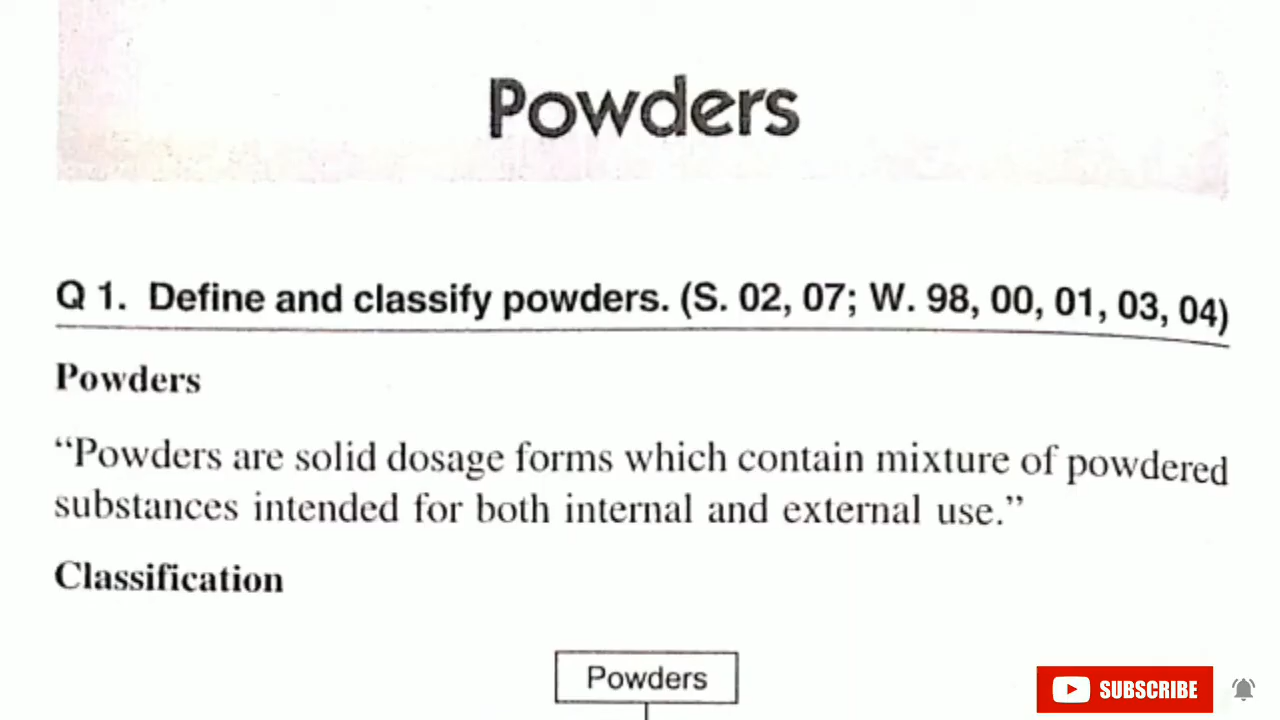 Powders
Q 1. Define and classify powders. (S. 02, 07; W. 98, 00, 01, 03, 04)
Powders
“Powders are solid dosage forms which contain mixture of powdered
substances intended for both internal and external use.”
Classification
Powders
SUBSCRIBE